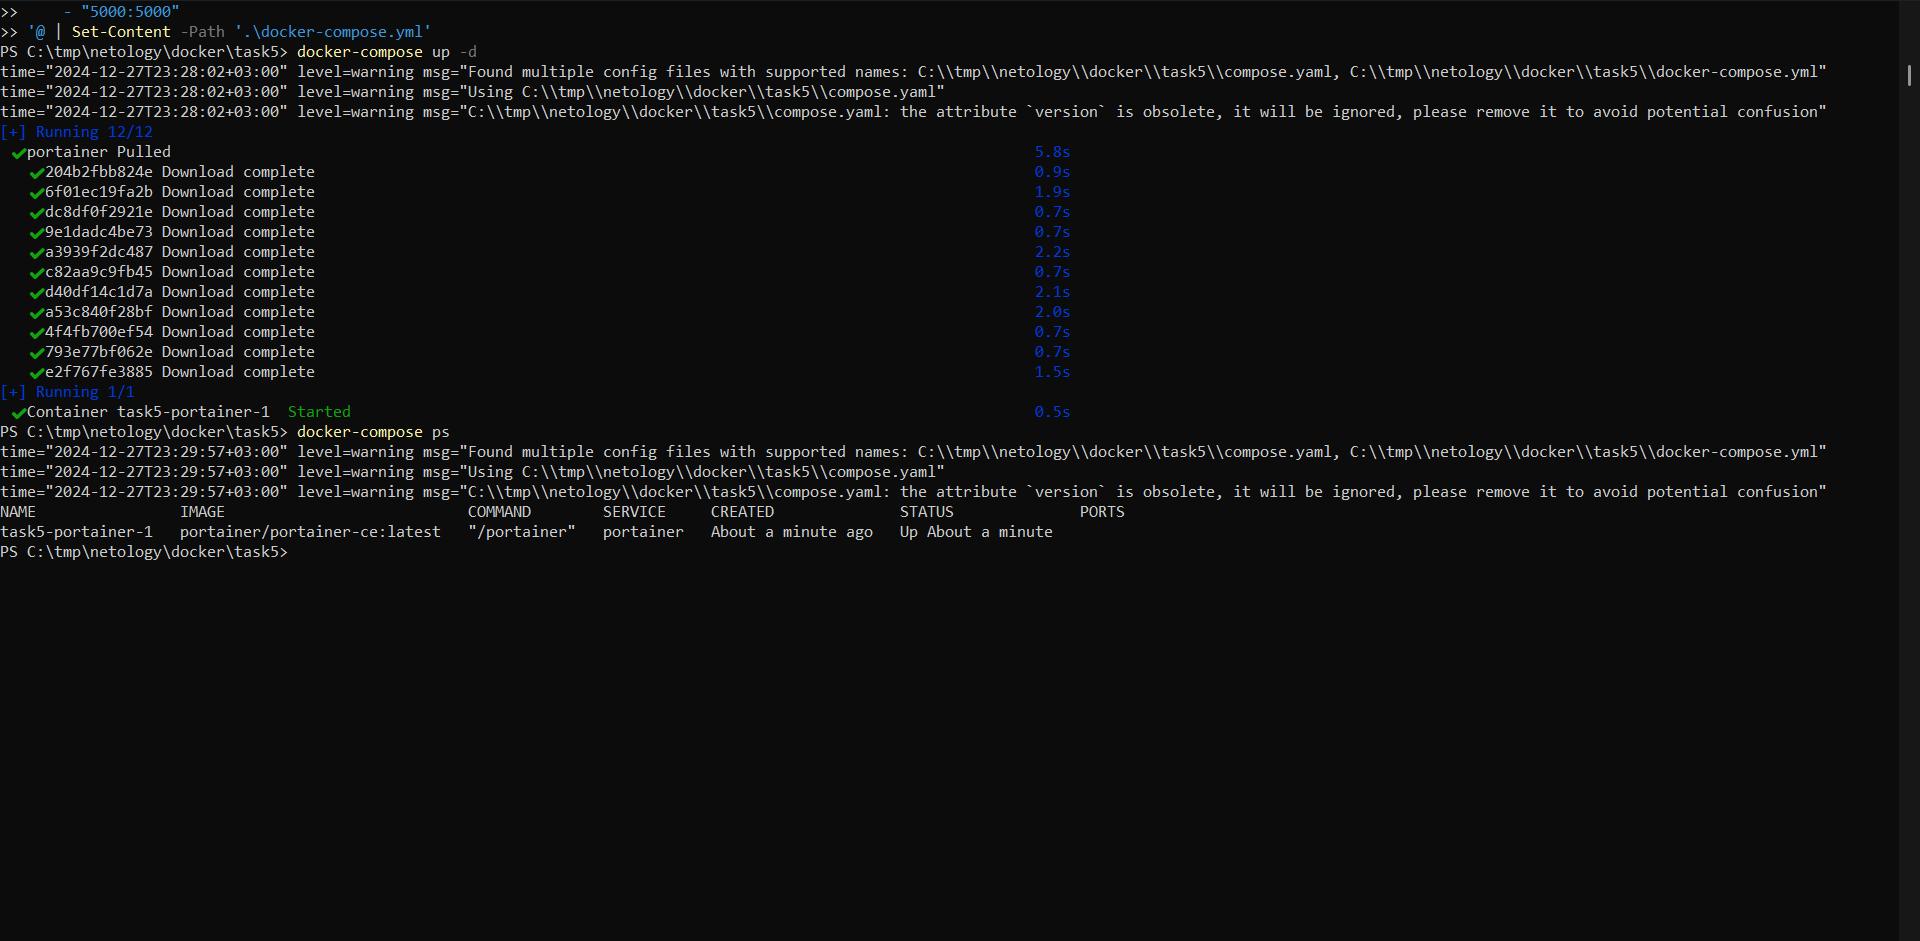 >>     - "5000:5000"
>> '@ | Set-Content -Path '.\docker-compose.yml'
PS C:\tmp\netology\docker\task5> docker-compose up -d
time="2024-12-27T23:28:02+03:00" level=warning msg="Found multiple config files with supported names: C:\\tmp\\netology\\docker\\task5\\compose.yaml, C:\\tmp\\netology\\docker\\task5\\docker-compose.yml"
time="2024-12-27T23:28:02+03:00" level=warning msg="Using C:\\tmp\\netology\\docker\\task5\\compose.yaml"
time="2024-12-27T23:28:02+03:00" level=warning msg="C:\\tmp\\netology\\docker\\task5\\compose.yaml: the attribute `version` is obsolete, it will be ignored, please remove it to avoid potential confusion"
[+] Running 12/12
✔portainer Pulled 5.8s
✔204b2fbb824e Download complete 0.9s
✔6f01ec19fa2b Download complete 1.9s
✔dc8df0f2921e Download complete 0.7s
✔9e1dadc4be73 Download complete 0.7s
✔a3939f2dc487 Download complete 2.2s
✔c82aa9c9fb45 Download complete 0.7s
✔d40df14c1d7a Download complete 2.1s
✔a53c840f28bf Download complete 2.0s
✔4f4fb700ef54 Download complete 0.7s
✔793e77bf062e Download complete 0.7s
✔e2f767fe3885 Download complete 1.5s
[+] Running 1/1
✔Container task5-portainer-1  Started 0.5s
PS C:\tmp\netology\docker\task5> docker-compose ps
time="2024-12-27T23:29:57+03:00" level=warning msg="Found multiple config files with supported names: C:\\tmp\\netology\\docker\\task5\\compose.yaml, C:\\tmp\\netology\\docker\\task5\\docker-compose.yml"
time="2024-12-27T23:29:57+03:00" level=warning msg="Using C:\\tmp\\netology\\docker\\task5\\compose.yaml"
time="2024-12-27T23:29:57+03:00" level=warning msg="C:\\tmp\\netology\\docker\\task5\\compose.yaml: the attribute `version` is obsolete, it will be ignored, please remove it to avoid potential confusion"
NAME                IMAGE                           COMMAND        SERVICE     CREATED              STATUS              PORTS
task5-portainer-1   portainer/portainer-ce:latest   "/portainer"   portainer   About a minute ago   Up About a minute
PS C:\tmp\netology\docker\task5>